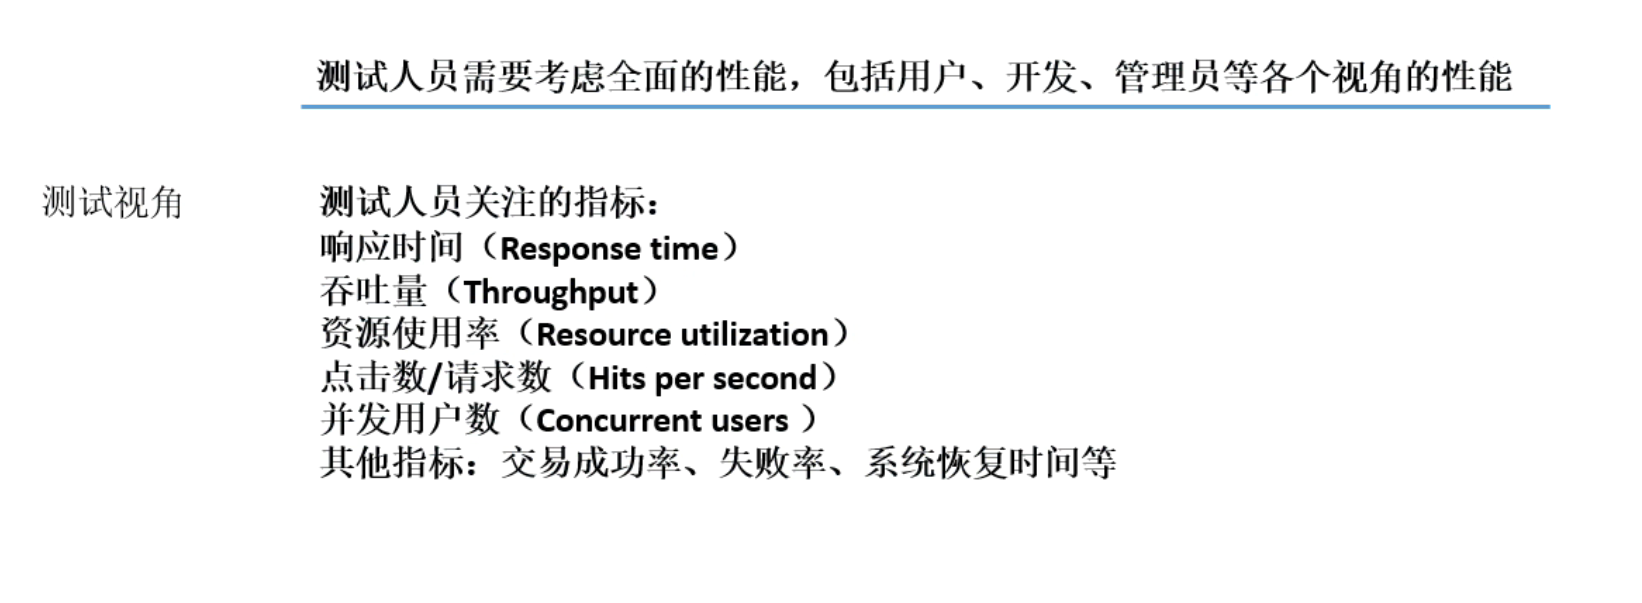 测试人员需要考虑全面的性能，包括用户、开发、管理员等各个视角的性能
测试视角
测试人员关注的指标：
响应时间（Response time）
吞吐量（Throughput）
资源使用率（Resource utilization）
点击数/请求数（Hits per second）
并发用户数（Concurrent users ）
其他指标：交易成功率、失败率、系统恢复时间等